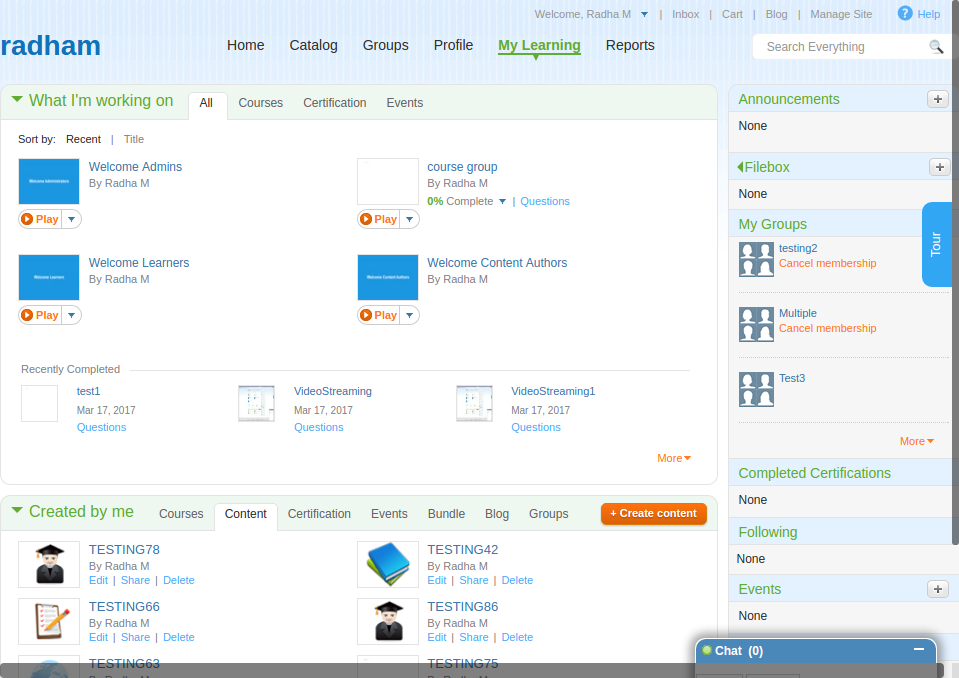 Welcome, Radha M | Inbox | Cart | Blog | Manage Site ? Help
radham
Home Catalog Groups Profile My Learning Reports
Search Everything
What I'm working on All Courses Certification Events
Sort by: Recent | Title
Welcome Administrators
Welcome Admins
By Radha M
Play
course group
By Radha M
0% Complete | Questions
Play
Welcome Learners
Welcome Learners
By Radha M
Play
Welcome Content Authors
Welcome Content Authors
By Radha M
Play
Recently Completed
test1
Mar 17, 2017
Questions
VideoStreaming
Mar 17, 2017
Questions
VideoStreaming1
Mar 17, 2017
Questions
More
Created by me Courses Content Certification Events Bundle Blog Groups + Create content
TESTING78
By Radha M
Edit | Share | Delete
TESTING42
By Radha M
Edit | Share | Delete
TESTING66
By Radha M
Edit | Share | Delete
TESTING86
By Radha M
Edit | Share | Delete
TESTING63
By Radha M
TESTING75
By Radha M
Announcements +
None
Filebox +
None
My Groups
testing2
Cancel membership
Multiple
Cancel membership
Test3
More
Tour
Completed Certifications
None
Following
None
Events +
None
Chat (0)